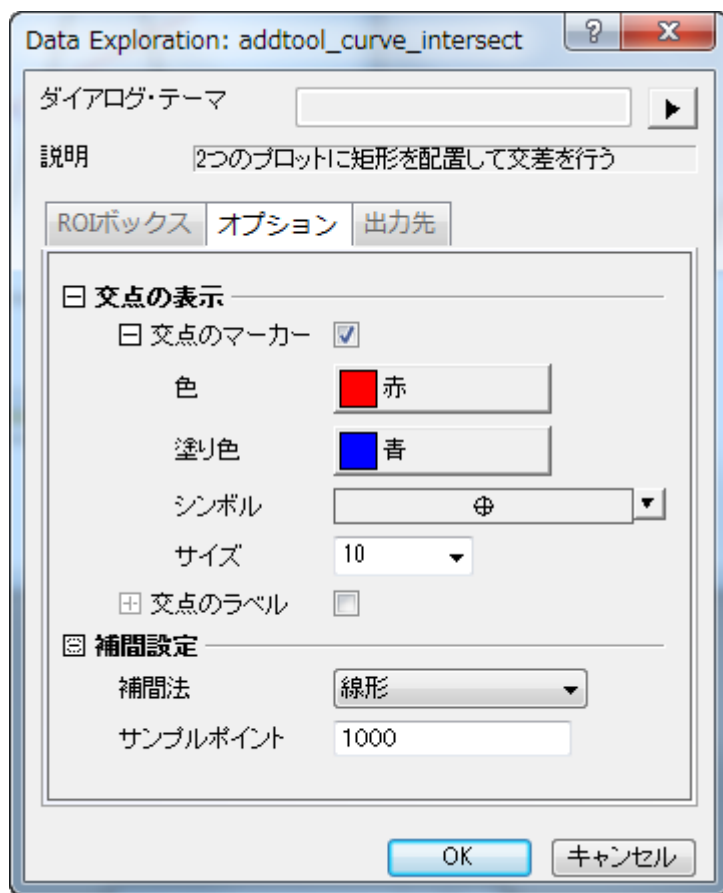 Data Exploration: addtool_curve_intersect
ダイアログ・テーマ
説明 2つのプロットに矩形を配置して交差を行う
ROIボックス オプション 出力先
交点の表示
交点のマーカー
色 赤
塗り色 青
シンボル
サイズ 10
交点のラベル
補間設定
補間法 線形
サンプルポイント 1000
OK キャンセル